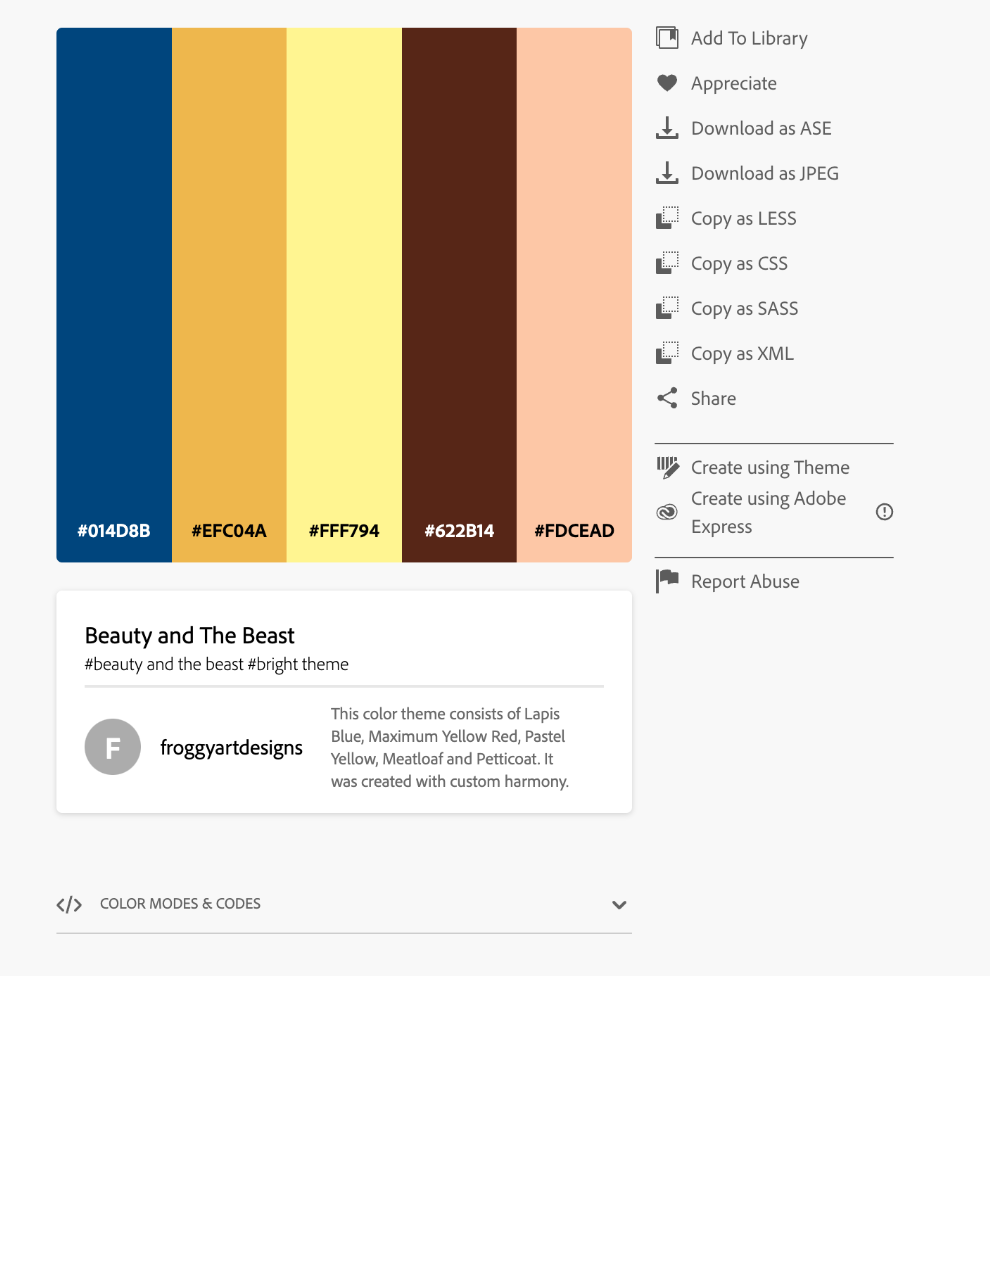 #014D8B
#EFC04A
#FFF794
#622B14
#FDCEAD
Add To Library
Appreciate
Download as ASE
Download as JPEG
Copy as LESS
Copy as CSS
Copy as SASS
Copy as XML
Share
Create using Theme
Create using Adobe
Express
Report Abuse
Beauty and The Beast
#beauty and the beast #bright theme
F
froggyartdesigns
This color theme consists of Lapis
Blue, Maximum Yellow Red, Pastel
Yellow, Meatloaf and Petticoat. It
was created with custom harmony.
COLOR MODES & CODES